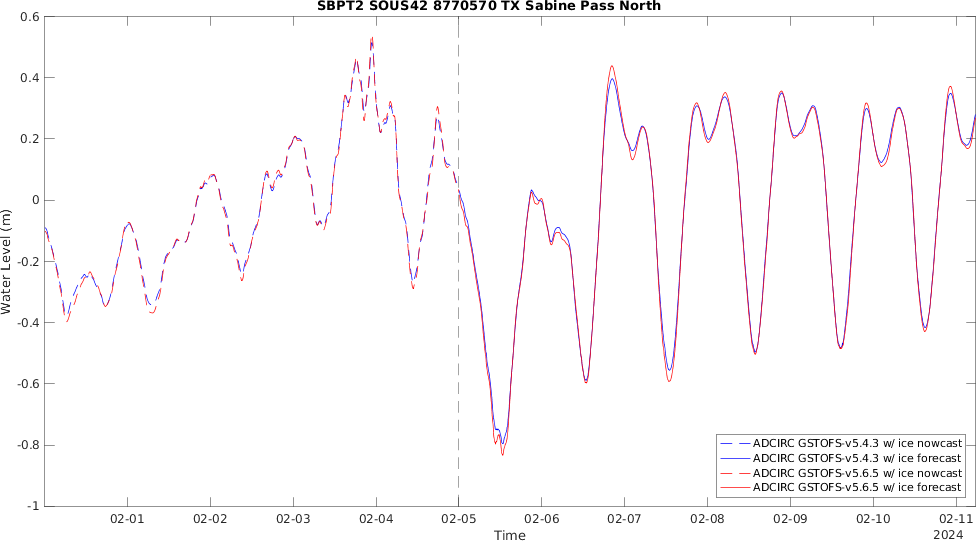 SBPT2 SOUS42 8770570 TX Sabine Pass North
Water Level (m)
0.6
0.4
0.2
0
-0.2
-0.4
-0.6
-0.8
-1
ADCIRC GSTOFS-v5.4.3 w/ ice nowcast
ADCIRC GSTOFS-v5.4.3 w/ ice forecast
ADCIRC GSTOFS-v5.6.5 w/ ice nowcast
ADCIRC GSTOFS-v5.6.5 w/ ice forecast
02-01 02-02 02-03 02-04 02-05 02-06 02-07 02-08 02-09 02-10 02-11
Time 2024